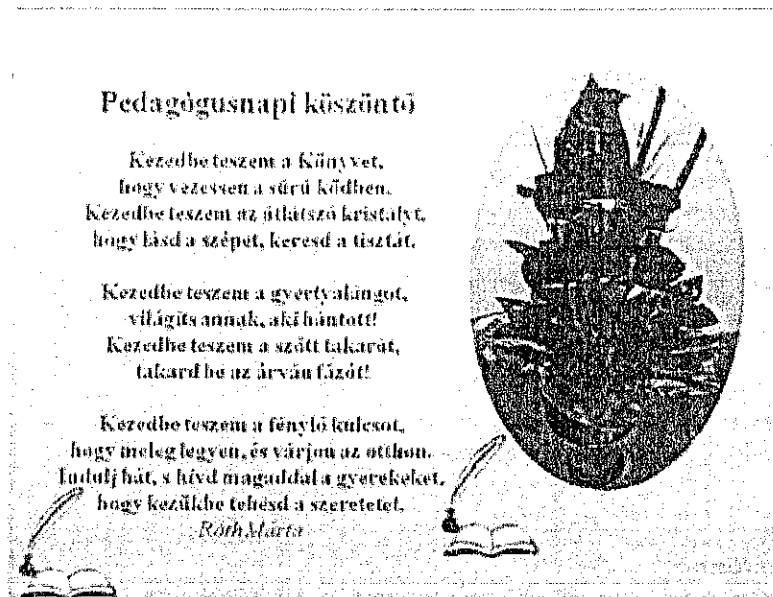 Pedagógusnapi köszöntő
Kezedbe teszem a Könyvet,
hogy vezessen a sűrű ködben.
Kezedbe teszem az átlátszó kristályt,
hogy lásd a szépet, keresd a tisztát.
Kezedbe teszem a gyertyalángot,
világíts annak, aki bántott!
Kezedbe teszem a szőtt takarót,
takard be az árván fázót!
Kezedbe teszem a fénylő kulcsot,
hogy meleg legyen, és várjon az otthon.
Indulj hát, s hívd magaddal a gyerekeket,
hogy kezükbe tehesd a szeretetet.
Róth Márta